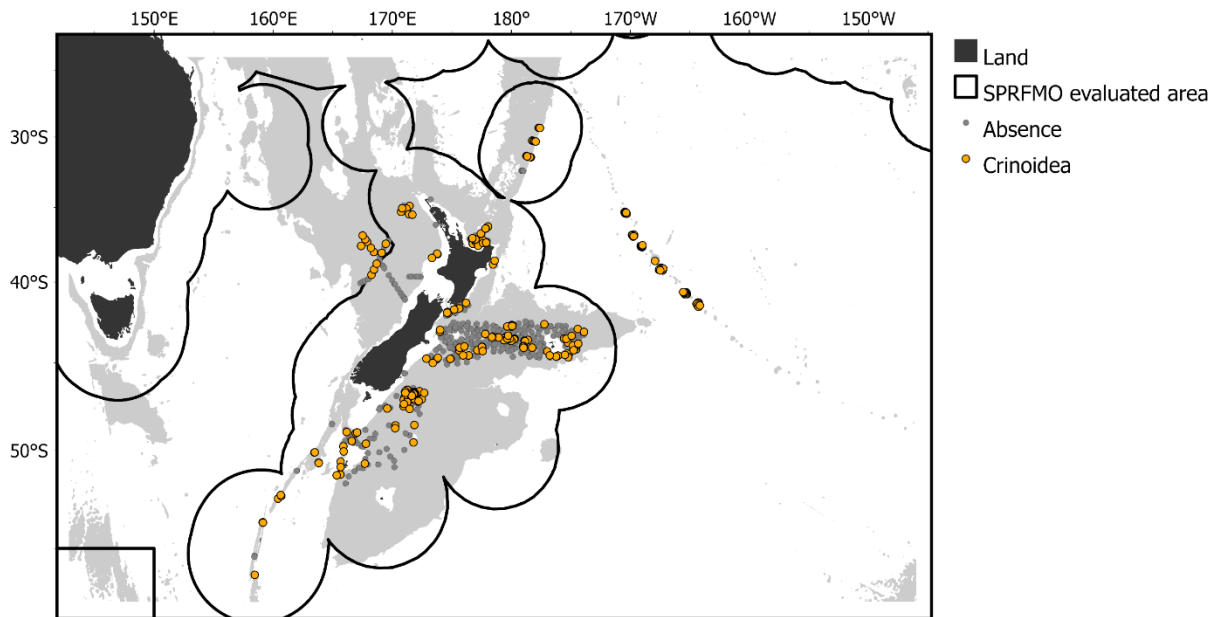 150°E 160°E 170°E 180° 170°W 160°W 150°W
30°S
40°S
50°S
Land
SPRFMO evaluated area
Absence
Crinoidea